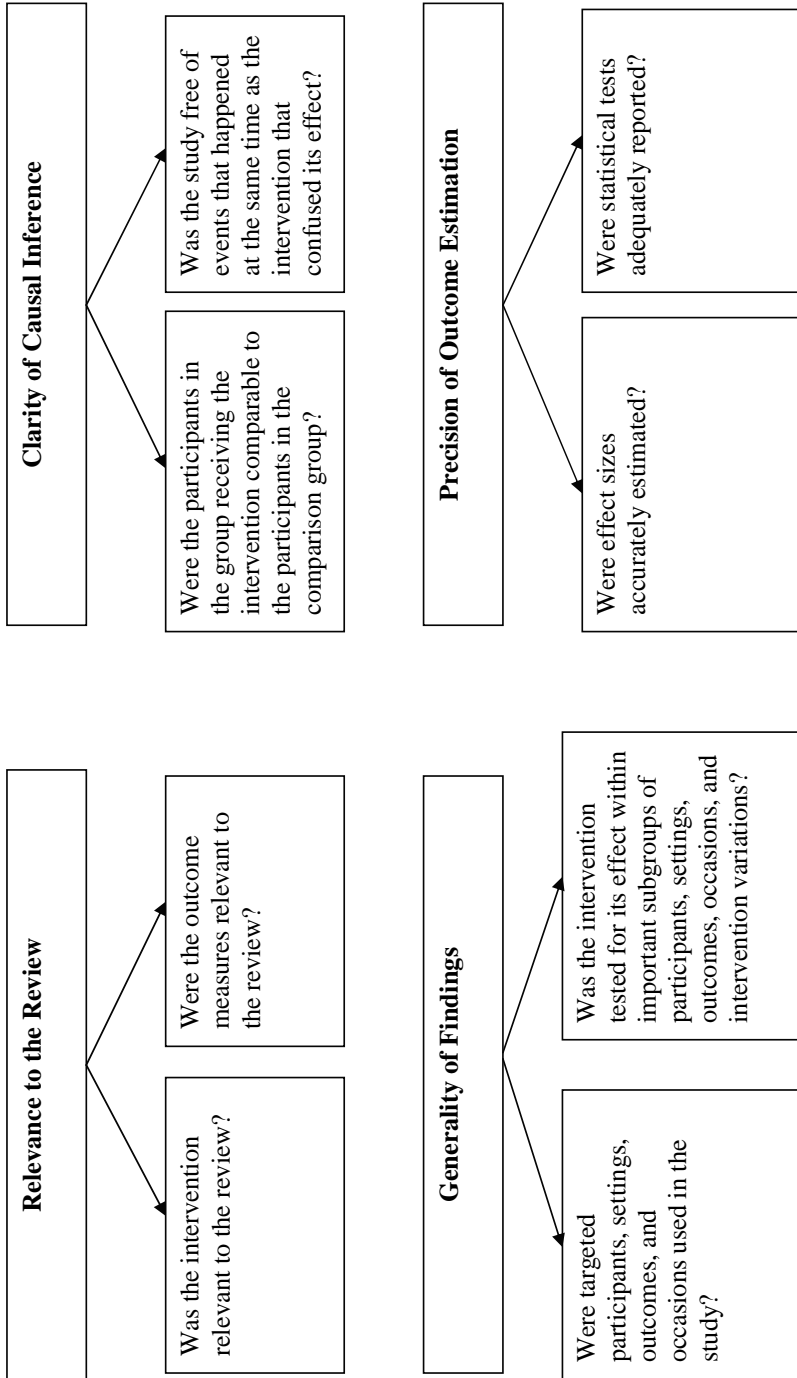 Relevance to the Review
Was the intervention
relevant to the review?
Were the outcome
measures relevant to
the review?
Clarity of Causal Inference
Were the participants in
the group receiving the
intervention comparable to
the participants in the
comparison group?
Was the study free of
events that happened
at the same time as the
intervention that
confused its effect?
Generality of Findings
Were targeted
participants, settings,
outcomes, and
occasions used in the
study?
Was the intervention
tested for its effect within
important subgroups of
participants, settings,
outcomes, occasions, and
intervention variations?
Precision of Outcome Estimation
Were effect sizes
accurately estimated?
Were statistical tests
adequately reported?